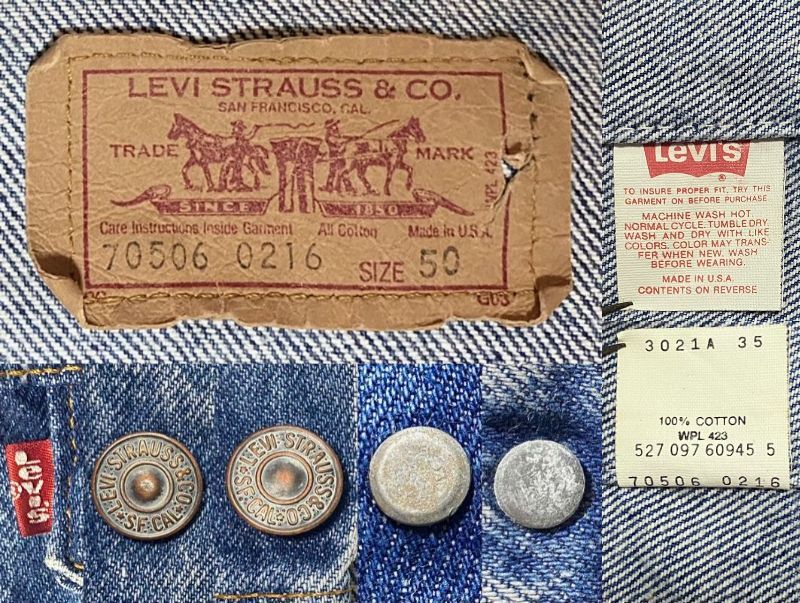 LEVI STRAUSS & CO.
SAN FRANCISCO, CAL.
TRADE MARK
SINCE 1850
WPL 423
Care Instructions Inside Garment All Cotton Made in U.S.A.
70506 0216 SIZE 50
LEVI'S
LEVI STRAUSS & CO
S.F. CAL
LEVI STRAUSS & CO
S.F. CAL
Levi's
®
TO INSURE PROPER FIT, TRY THIS
GARMENT ON BEFORE PURCHASE.
MACHINE WASH HOT.
NORMAL CYCLE. TUMBLE DRY.
WASH AND DRY WITH LIKE
COLORS. COLOR MAY TRANS-
FER WHEN NEW. WASH
BEFORE WEARING.
MADE IN U.S.A.
CONTENTS ON REVERSE
3021A 35
100% COTTON
WPL 423
527 097 60945 5
70506 0216